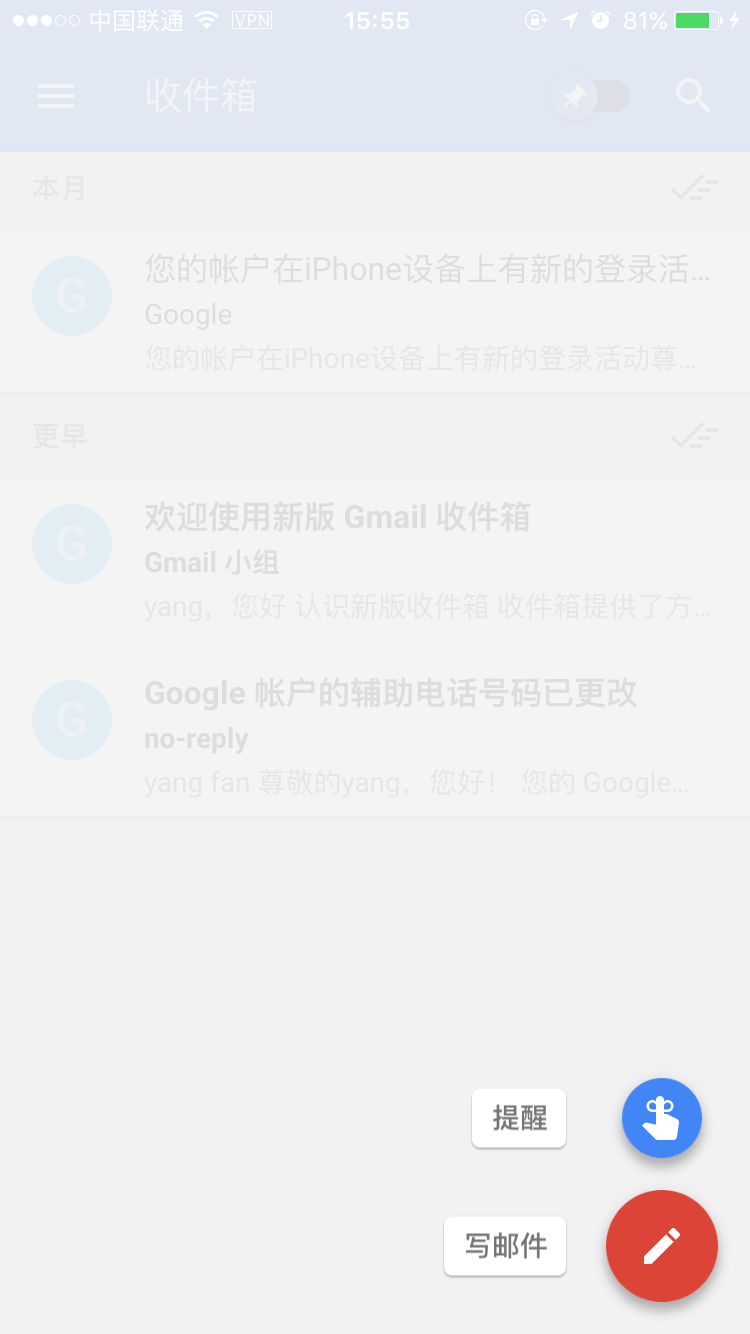 中国联通 VPN 15:55 81%
收件箱
本月
G
您的帐户在iPhone设备上有新的登录活...
Google
您的帐户在iPhone设备上有新的登录活动尊...
更早
G
欢迎使用新版 Gmail 收件箱
Gmail 小组
yang，您好 认识新版收件箱 收件箱提供了方...
G
Google 帐户的辅助电话号码已更改
no-reply
yang fan 尊敬的yang，您好！ 您的 Google...
提醒
写邮件